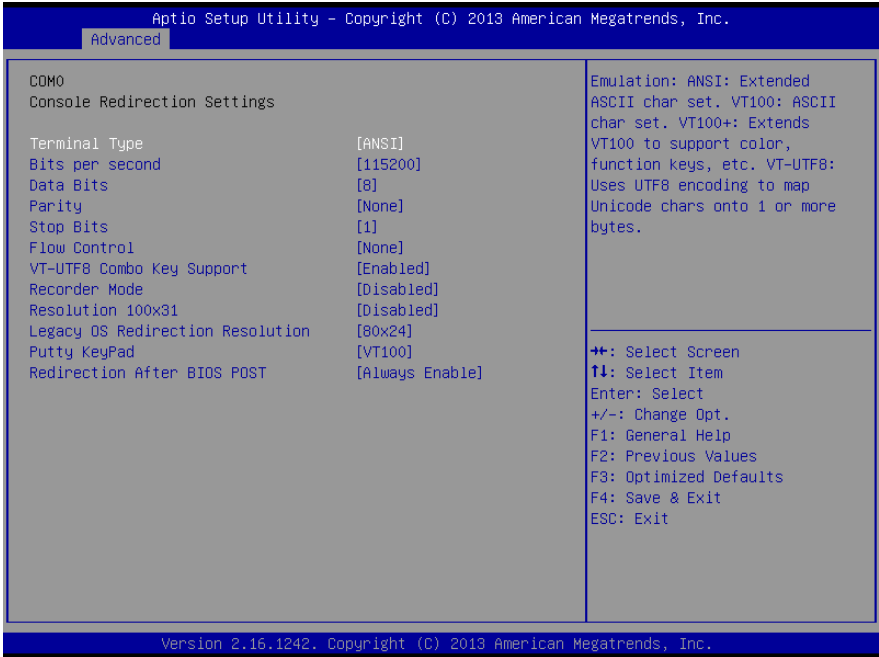 Aptio Setup Utility – Copyright (C) 2013 American Megatrends, Inc.
Advanced
COM0
Console Redirection Settings
Terminal Type [ANSI]
Bits per second [115200]
Data Bits [8]
Parity [None]
Stop Bits [1]
Flow Control [None]
VT-UTF8 Combo Key Support [Enabled]
Recorder Mode [Disabled]
Resolution 100x31 [Disabled]
Legacy OS Redirection Resolution [80x24]
Putty KeyPad [VT100]
Redirection After BIOS POST [Always Enable]
Emulation: ANSI: Extended
ASCII char set. VT100: ASCII
char set. VT100+: Extends
VT100 to support color,
function keys, etc. VT-UTF8:
Uses UTF8 encoding to map
Unicode chars onto 1 or more
bytes.
→←: Select Screen
↑↓: Select Item
Enter: Select
+/-: Change Opt.
F1: General Help
F2: Previous Values
F3: Optimized Defaults
F4: Save & Exit
ESC: Exit
Version 2.16.1242. Copyright (C) 2013 American Megatrends, Inc.